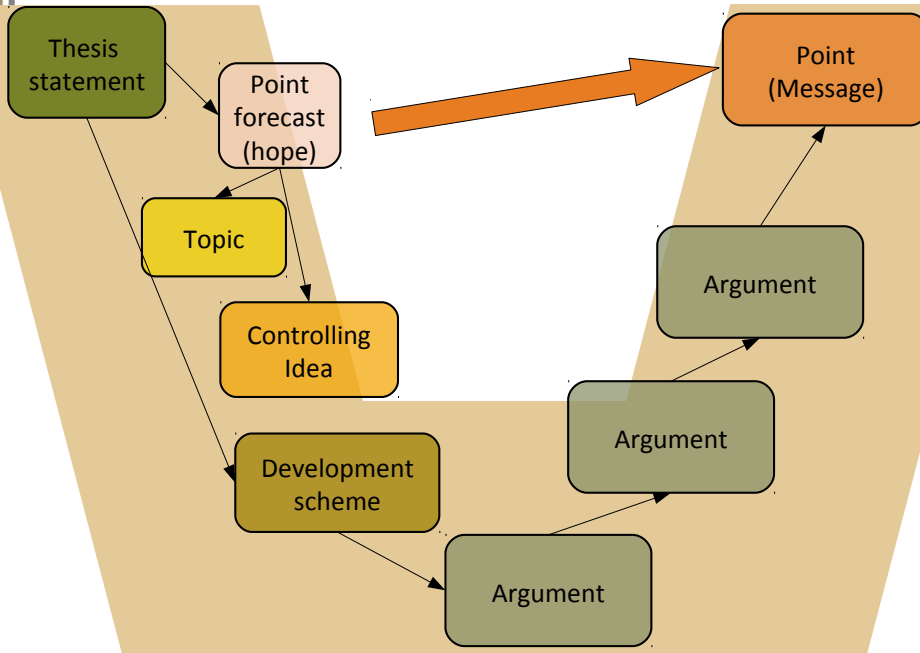 Thesis
statement
Point
forecast
(hope)
Point
(Message)
Topic
Argument
Controlling
Idea
Argument
Development
scheme
Argument